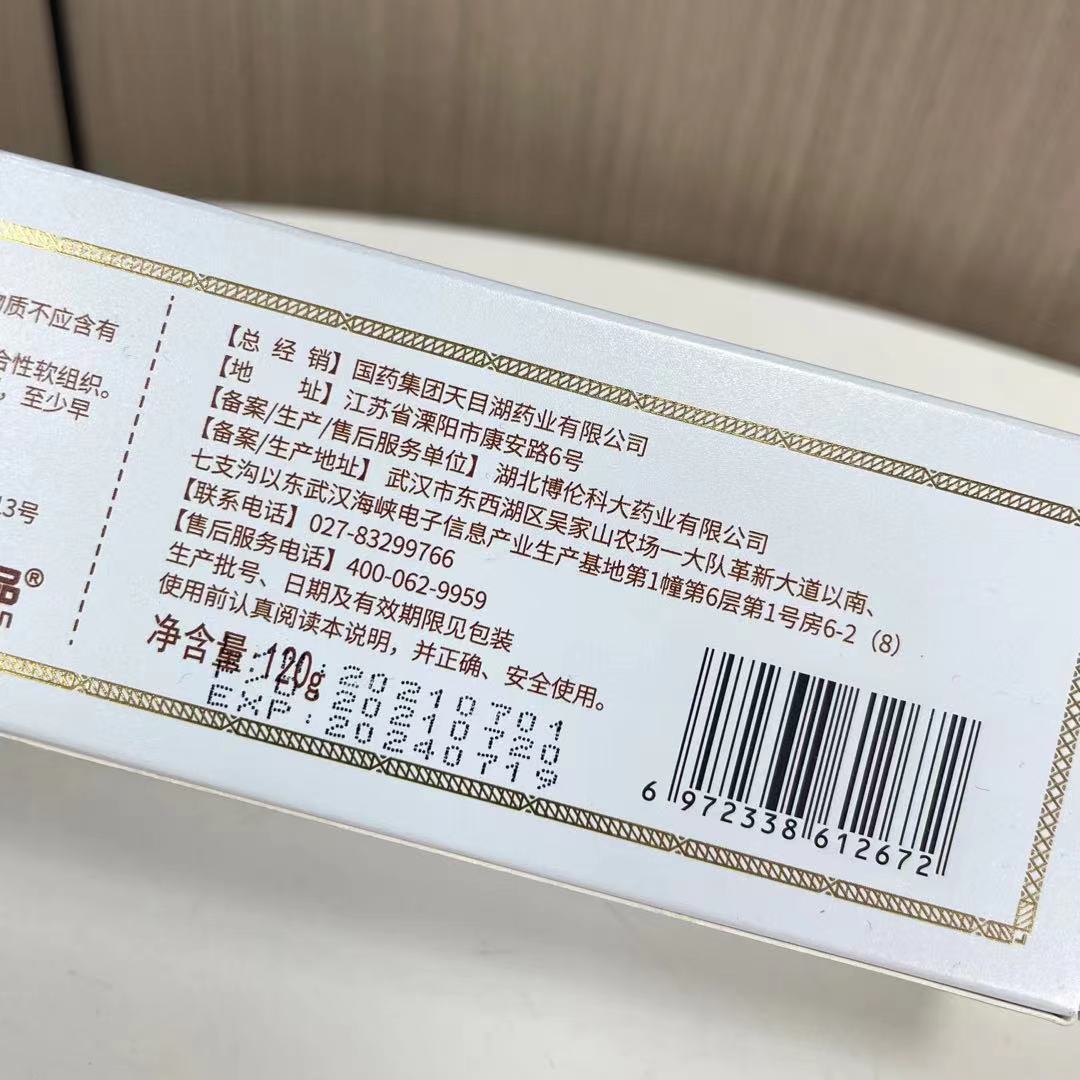 物质不应含有
合性软组织。
，至少早
13号
品®
【总 经 销】国药集团天目湖药业有限公司
【地 址】江苏省溧阳市康安路6号
【备案/生产/售后服务单位】湖北博伦科大药业有限公司
【备案/生产地址】武汉市东西湖区吴家山农场一大队革新大道以南、
七支沟以东武汉海峡电子信息产业生产基地第1幢第6层第1号房6-2（8）
【联系电话】027-83299766
【售后服务电话】400-062-9959
生产批号、日期及有效期限见包装
使用前认真阅读本说明，并正确、安全使用。
净含量:120g
20210701
20210720
EXP:20240719
6 972338 612672